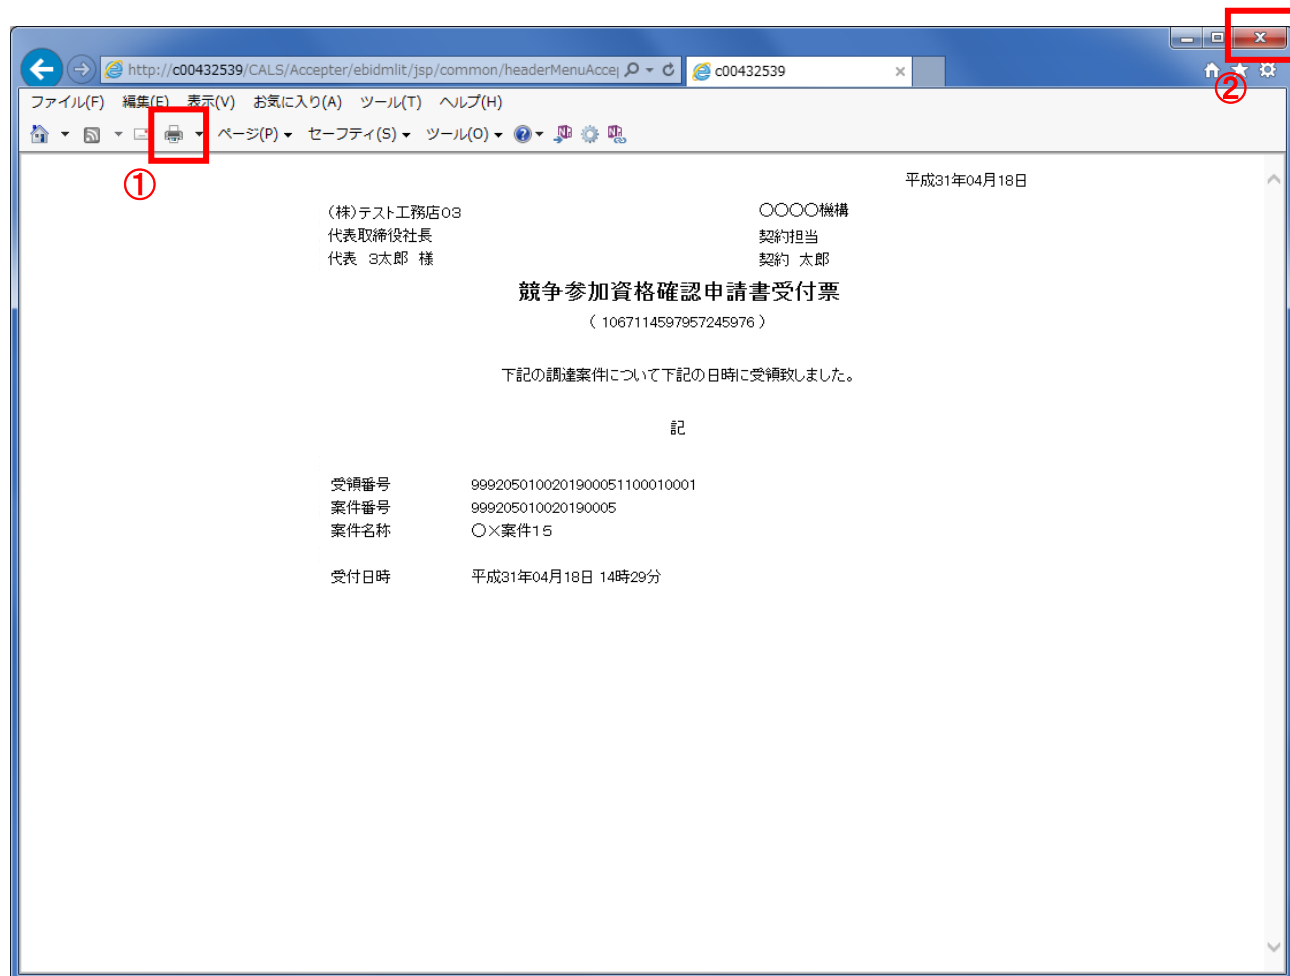 http://c00432539/CALS/Accepter/ebidmlit/jsp/common/headerMenuAccep
c00432539
ファイル(F) 編集(E) 表示(V) お気に入り(A) ツール(T) ヘルプ(H)
②
ページ(P) セーフティ(S) ツール(O)
①
平成31年04月18日
(株)テスト工務店03
〇〇〇〇機構
代表取締役社長
契約担当
代表 3太郎 様
契約 太郎
競争参加資格確認申請書受付票
( 1067114597957245976 )
下記の調達案件について下記の日時に受領致しました。
記
受領番号 9992050100201900051100010001
案件番号 999205010020190005
案件名称 〇×案件15
受付日時 平成31年04月18日 14時29分